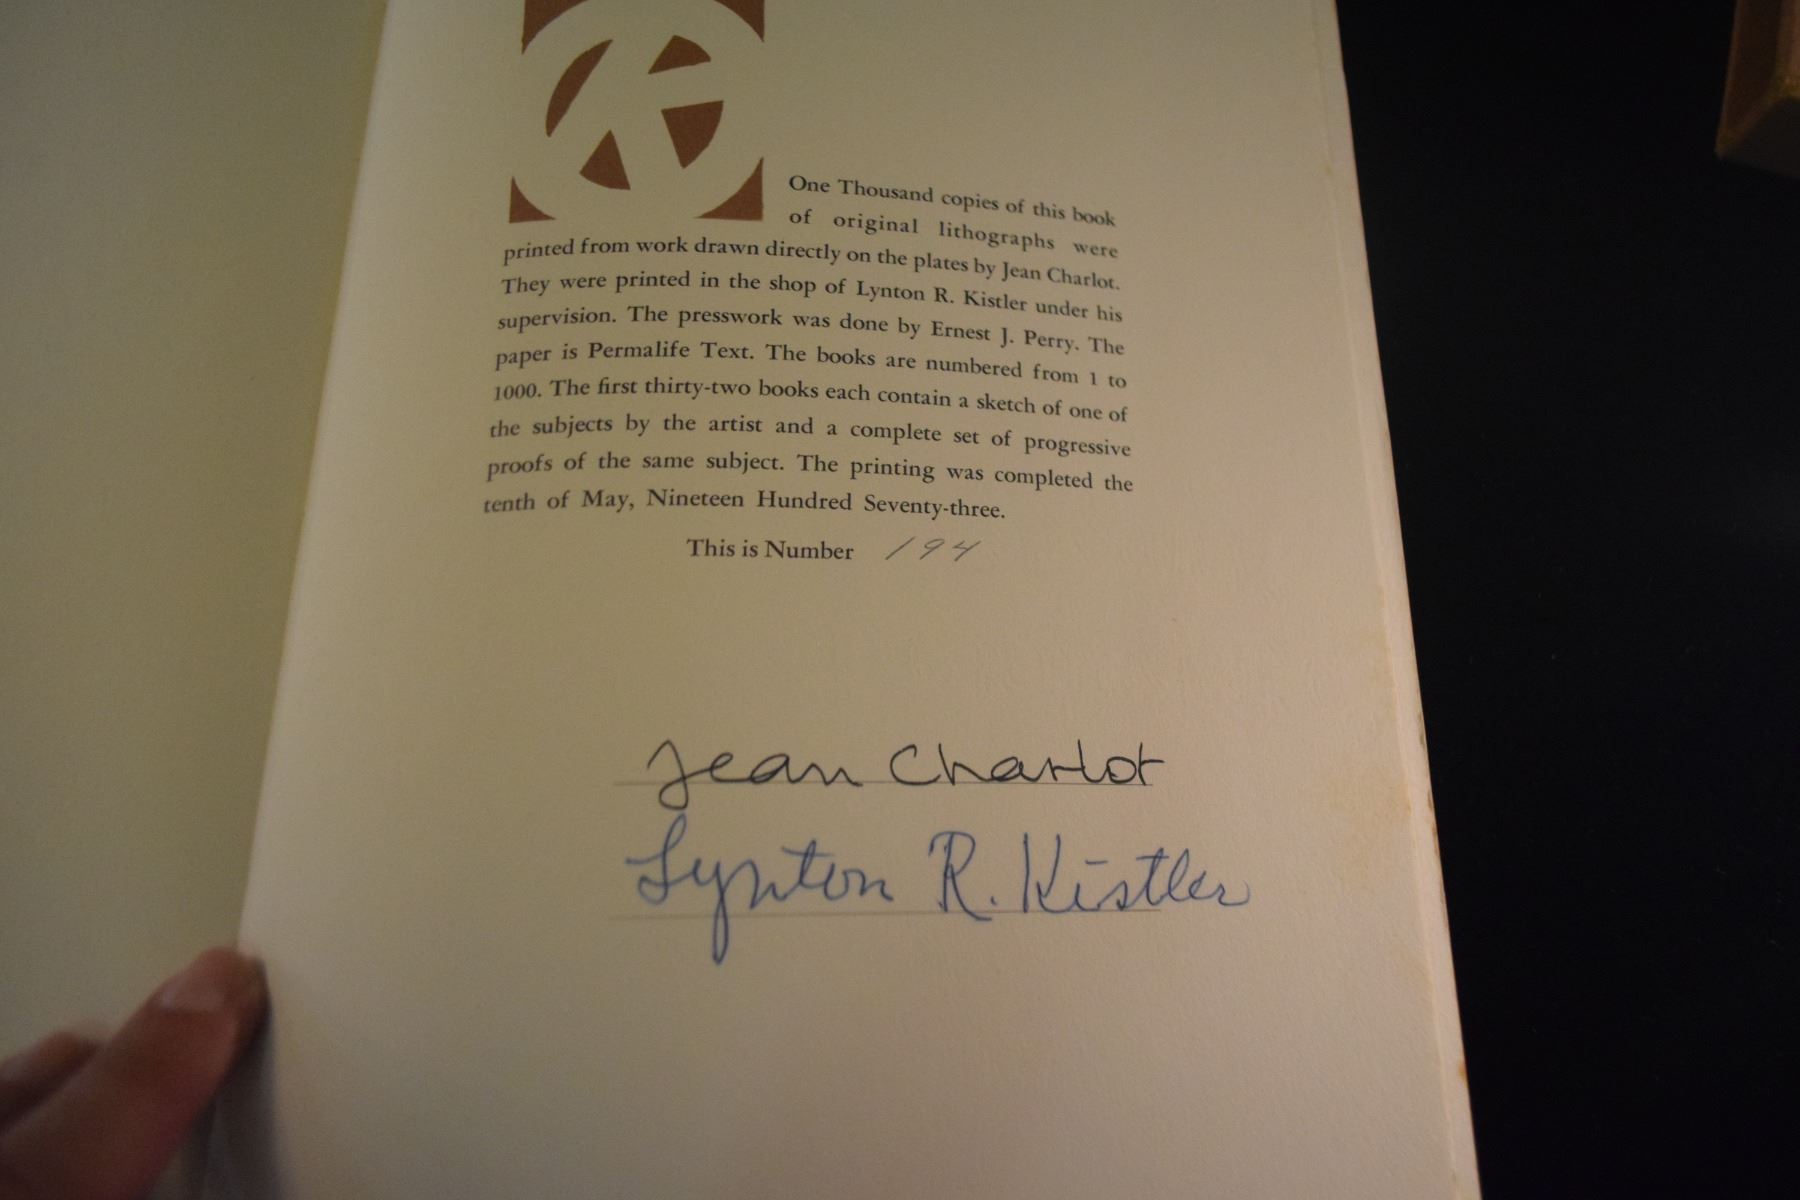 One Thousand copies of this book
of original lithographs were
printed from work drawn directly on the plates by Jean Charlot.
They were printed in the shop of Lynton R. Kistler under his
supervision. The presswork was done by Ernest J. Perry. The
paper is Permalife Text. The books are numbered from 1 to
1000. The first thirty-two books each contain a sketch of one of
the subjects by the artist and a complete set of progressive
proofs of the same subject. The printing was completed the
tenth of May, Nineteen Hundred Seventy-three.
This is Number 194
Jean Charlot
Lynton R. Kistler